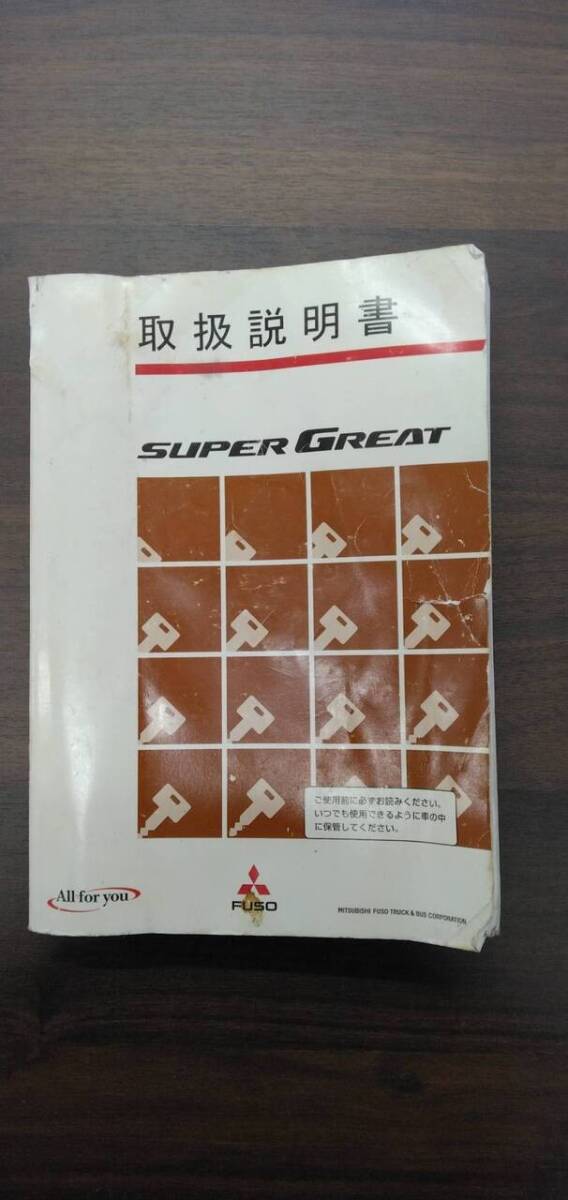 取扱説明書
SUPER GREAT
ご使用前に必ずお読みください。
いつでも使用できるように車の中
に保管してください。
All for you
FUSO
MITSUBISHI FUSO TRUCK & BUS CORPORATION